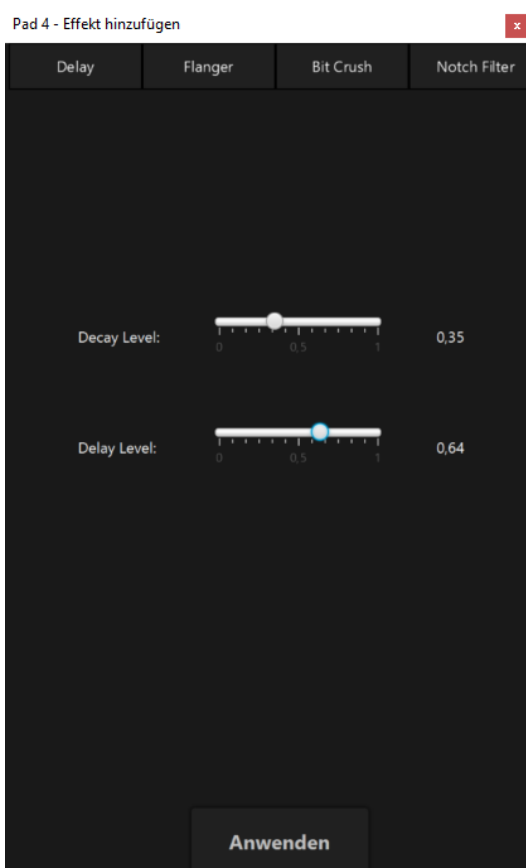 Pad 4 - Effekt hinzufügen
x
Delay Flanger Bit Crush Notch Filter
Decay Level: 0,35
0 0,5 1
Delay Level: 0,64
0 0,5 1
Anwenden